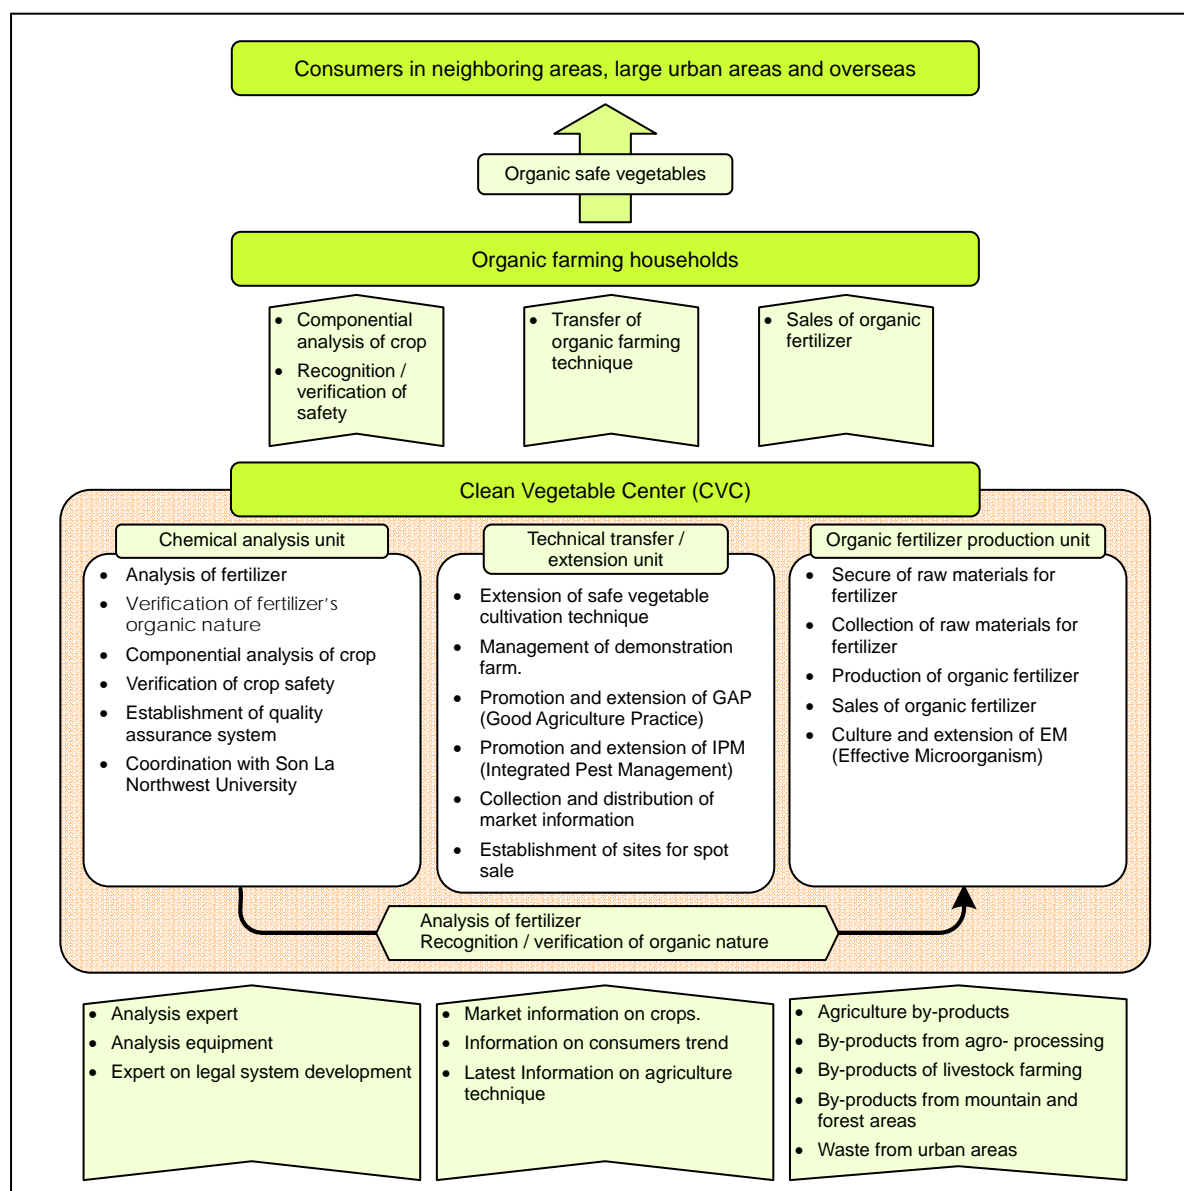 Consumers in neighboring areas, large urban areas and overseas
Organic safe vegetables
Organic farming households
• Componential
analysis of crop
• Recognition /
verification of
safety
• Transfer of
organic farming
technique
• Sales of organic
fertilizer
Clean Vegetable Center (CVC)
Chemical analysis unit
• Analysis of fertilizer
• Verification of fertilizer's
organic nature
• Componential analysis of crop
• Verification of crop safety
• Establishment of quality
assurance system
• Coordination with Son La
Northwest University
Technical transfer /
extension unit
• Extension of safe vegetable
cultivation technique
• Management of demonstration
farm.
• Promotion and extension of GAP
(Good Agriculture Practice)
• Promotion and extension of IPM
(Integrated Pest Management)
• Collection and distribution of
market information
• Establishment of sites for spot
sale
Organic fertilizer production unit
• Secure of raw materials for
fertilizer
• Collection of raw materials for
fertilizer
• Production of organic fertilizer
• Sales of organic fertilizer
• Culture and extension of EM
(Effective Microorganism)
Analysis of fertilizer
Recognition / verification of organic nature
• Analysis expert
• Analysis equipment
• Expert on legal system development
• Market information on crops.
• Information on consumers trend
• Latest Information on agriculture
technique
• Agriculture by-products
• By-products from agro- processing
• By-products of livestock farming
• By-products from mountain and
forest areas
• Waste from urban areas